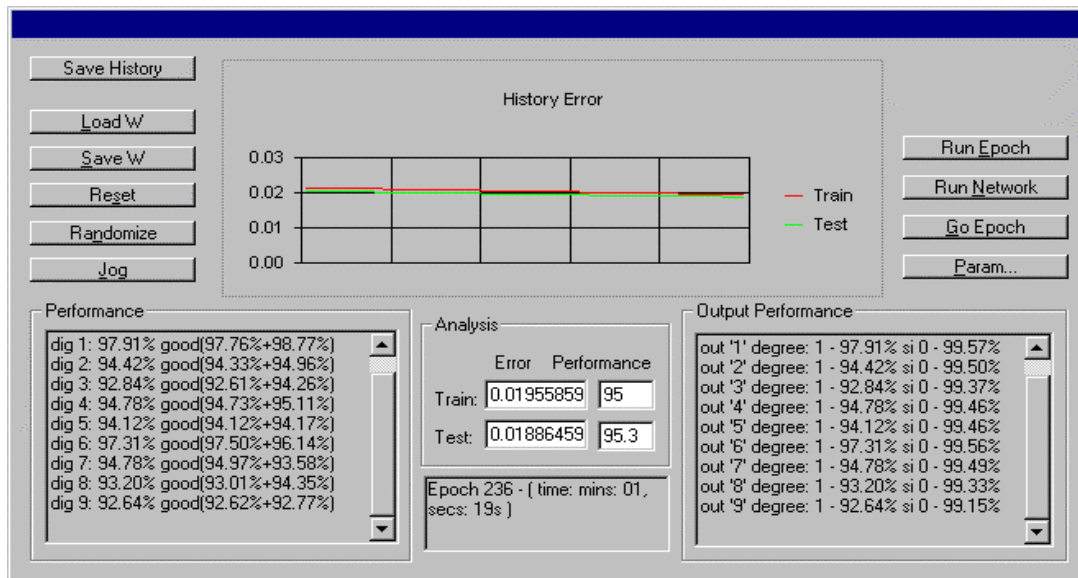 Save History
Load W
Save W
Reset
Randomize
Jog
History Error
0.03
0.02
0.01
0.00
Train
Test
Run Epoch
Run Network
Go Epoch
Param...
Performance
dig 1: 97.91% good(97.76%+98.77%)
dig 2: 94.42% good(94.33%+94.96%)
dig 3: 92.84% good(92.61%+94.26%)
dig 4: 94.78% good(94.73%+95.11%)
dig 5: 94.12% good(94.12%+94.17%)
dig 6: 97.31% good(97.50%+96.14%)
dig 7: 94.78% good(94.97%+93.58%)
dig 8: 93.20% good(93.01%+94.35%)
dig 9: 92.64% good(92.62%+92.77%)
Analysis
Error Performance
Train: 0.01955859 95
Test: 0.01886459 95.3
Epoch 236 - ( time: mins: 01,
secs: 19s )
Output Performance
out '1' degree: 1 - 97.91% si 0 - 99.57%
out '2' degree: 1 - 94.42% si 0 - 99.50%
out '3' degree: 1 - 92.84% si 0 - 99.37%
out '4' degree: 1 - 94.78% si 0 - 99.46%
out '5' degree: 1 - 94.12% si 0 - 99.46%
out '6' degree: 1 - 97.31% si 0 - 99.56%
out '7' degree: 1 - 94.78% si 0 - 99.49%
out '8' degree: 1 - 93.20% si 0 - 99.33%
out '9' degree: 1 - 92.64% si 0 - 99.15%